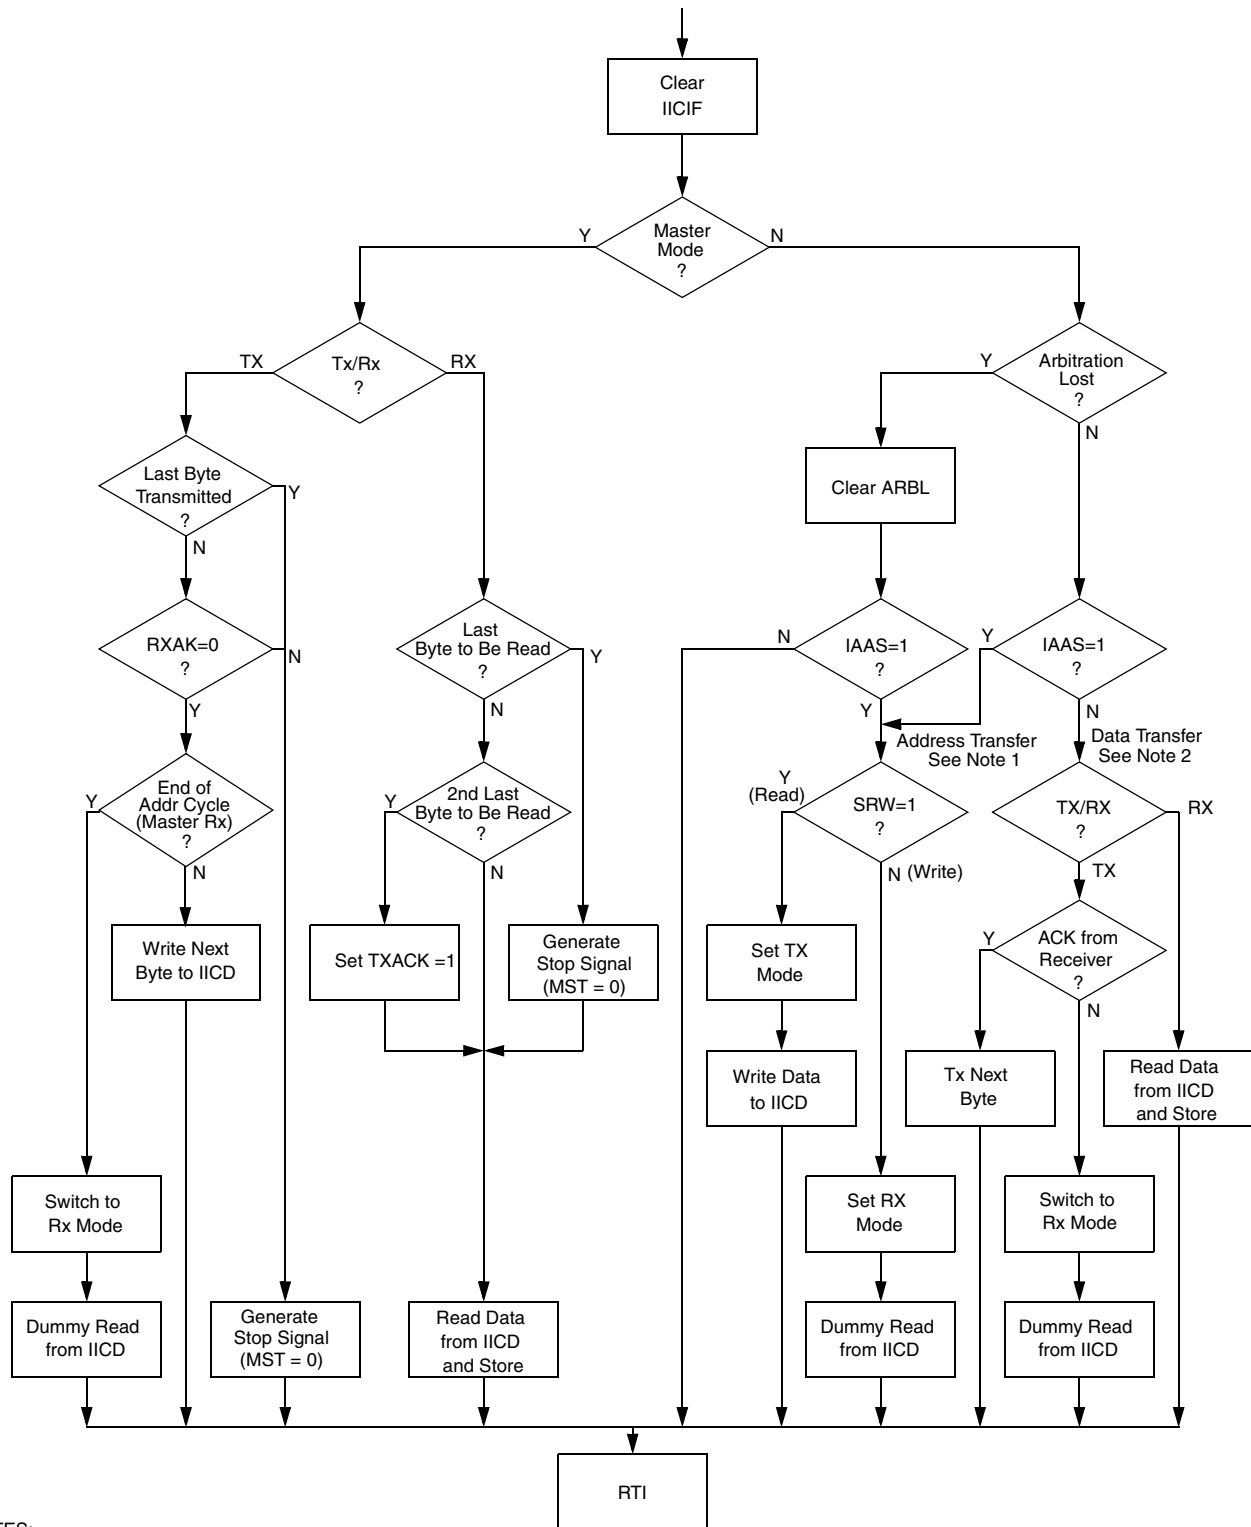 Clear
IICIF
Master
Mode
?
Y
N
Tx/Rx
?
TX
RX
Arbitration
Lost
?
Y
N
Last Byte
Transmitted
?
Y
N
Clear ARBL
RXAK=0
?
N
Y
Last
Byte to Be Read
?
Y
N
IAAS=1
?
N
Y
IAAS=1
?
Y
N
Address Transfer
See Note 1
Data Transfer
See Note 2
End of
Addr Cycle
(Master Rx)
?
Y
N
2nd Last
Byte to Be Read
?
Y
N
Y
(Read)
SRW=1
?
N (Write)
TX/RX
?
RX
TX
Write Next
Byte to IICD
Set TXACK =1
Generate
Stop Signal
(MST = 0)
Set TX
Mode
Y
ACK from
Receiver
?
N
Write Data
to IICD
Tx Next
Byte
Read Data
from IICD
and Store
Switch to
Rx Mode
Set RX
Mode
Switch to
Rx Mode
Dummy Read
from IICD
Generate
Stop Signal
(MST = 0)
Read Data
from IICD
and Store
Dummy Read
from IICD
Dummy Read
from IICD
RTI